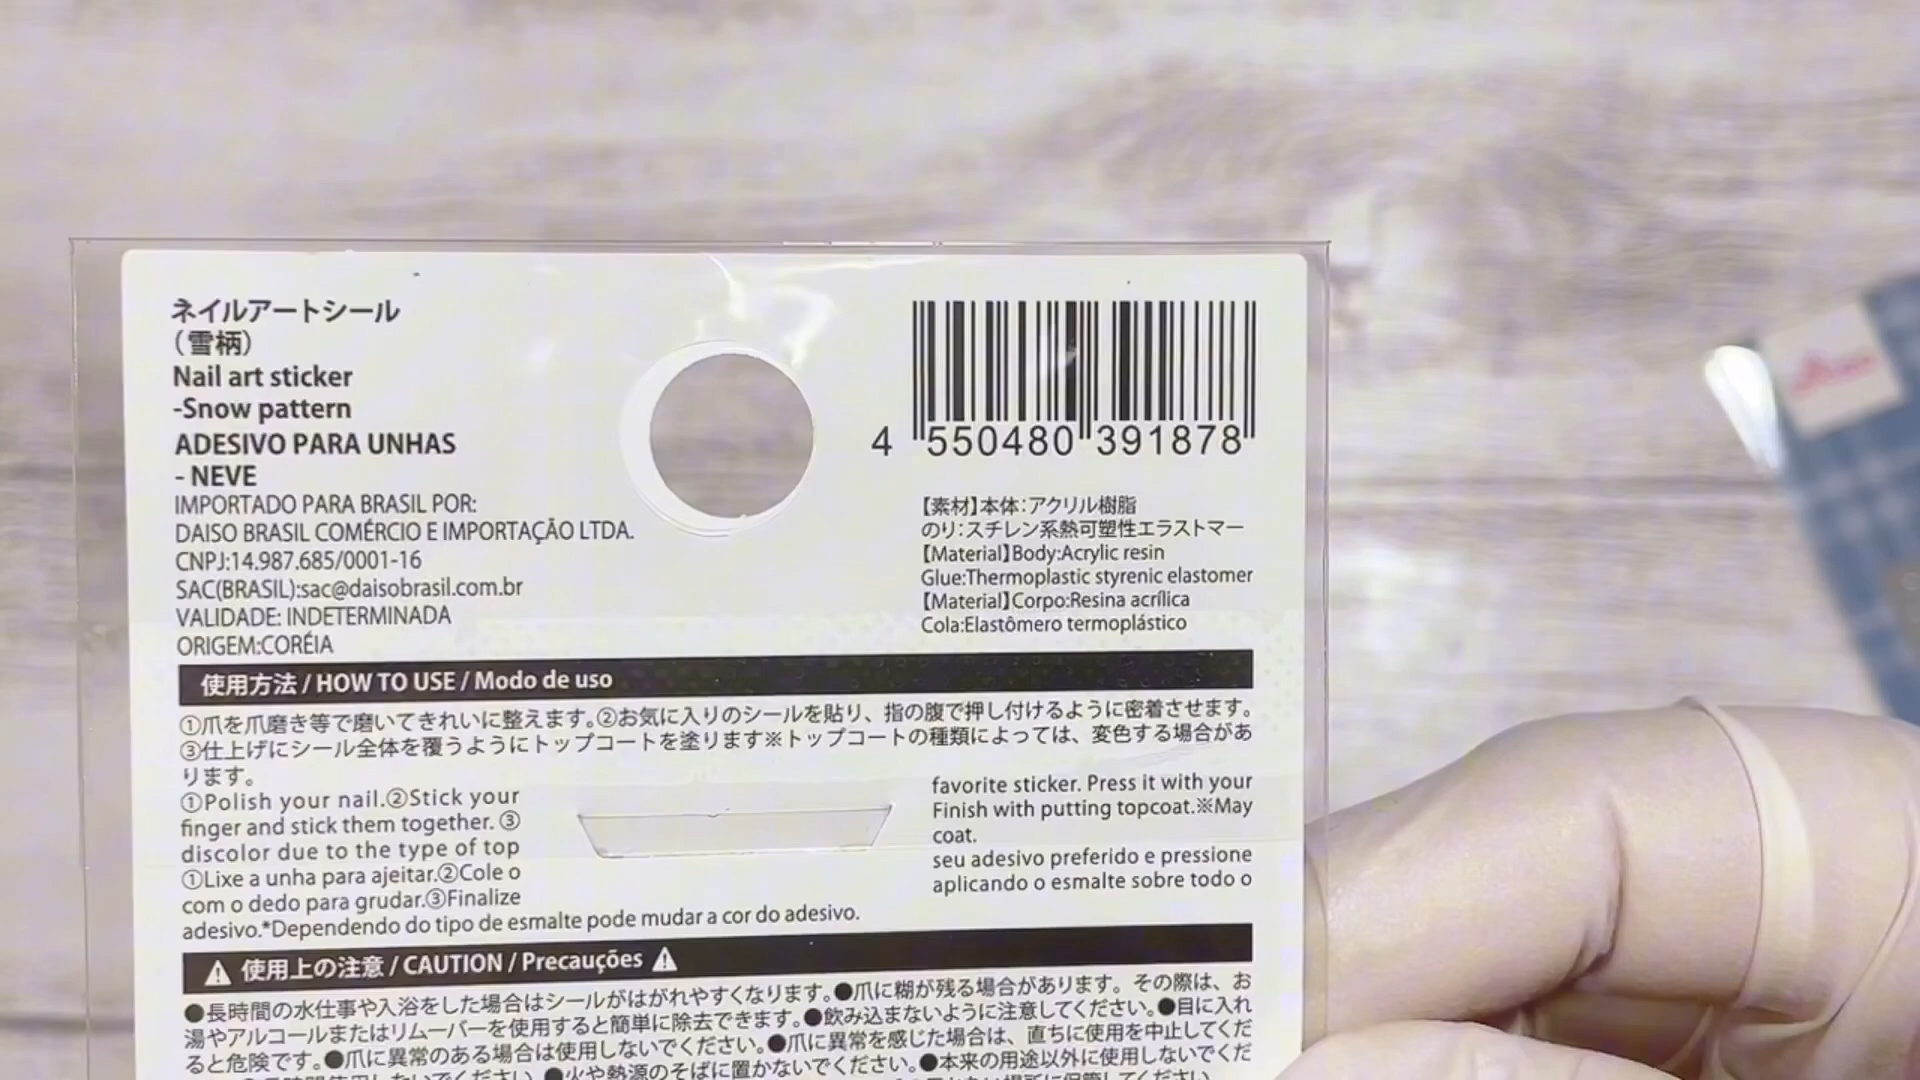 ネイルアートシール
（雪柄）
Nail art sticker
-Snow pattern
ADESIVO PARA UNHAS
- NEVE
IMPORTADO PARA BRASIL POR:
DAISO BRASIL COMÉRCIO E IMPORTAÇÃO LTDA.
CNPJ:14.987.685/0001-16
SAC(BRASIL):sac@daisobrasil.com.br
VALIDADE: INDETERMINADA
ORIGEM:CORÉIA
4 550480 391878
【素材】本体：アクリル樹脂
のり：スチレン系熱可塑性エラストマー
【Material】Body:Acrylic resin
Glue:Thermoplastic styrenic elastomer
【Material】Corpo:Resina acrílica
Cola:Elastômero termoplástico
使用方法 / HOW TO USE / Modo de uso
①爪を爪磨き等で磨いてきれいに整えます。②お気に入りのシールを貼り、指の腹で押し付けるように密着させます。
③仕上げにシール全体を覆うようにトップコートを塗ります※トップコートの種類によっては、変色する場合があ
ります。
①Polish your nail.②Stick your favorite sticker. Press it with your
finger and stick them together. ③ Finish with putting topcoat.※May
discolor due to the type of top coat.
①Lixe a unha para ajeitar.②Cole o seu adesivo preferido e pressione
com o dedo para grudar.③Finalize aplicando o esmalte sobre todo o
adesivo.*Dependendo do tipo de esmalte pode mudar a cor do adesivo.
⚠ 使用上の注意 / CAUTION / Precauções ⚠
●長時間の水仕事や入浴をした場合はシールがはがれやすくなります。●爪に糊が残る場合があります。その際は、お
湯やアルコールまたはリムーバーを使用すると簡単に除去できます。●飲み込まないように注意してください。●目に入れ
ると危険です。●爪に異常のある場合は使用しないでください。●爪に異常を感じた場合は、直ちに使用を中止してくだ
●火や熱源のそばに置かないでください。●本来の用途以外に使用しないでくだ